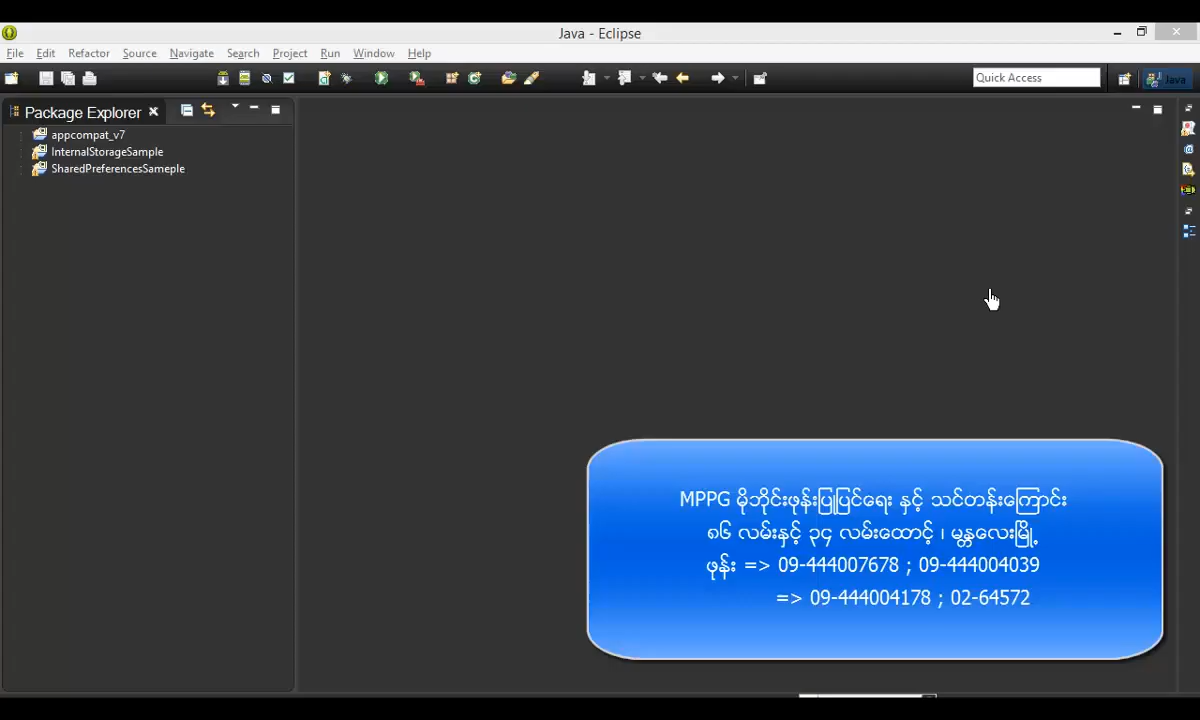 Java - Eclipse
File Edit Refactor Source Navigate Search Project Run Window Help
Quick Access
Java
Package Explorer
appcompat_v7
InternalStorageSample
SharedPreferencesSameple
MPPG မိုဘိုင်းဖုန်းပြုပြင်ရေး နှင့် သင်တန်းကြောင်း
၈၆ လမ်းနှင့် ၃၄ လမ်းထောင့် ၊ မန္တလေးမြို့
ဖုန်း => 09-444007678 ; 09-444004039
=> 09-444004178 ; 02-64572